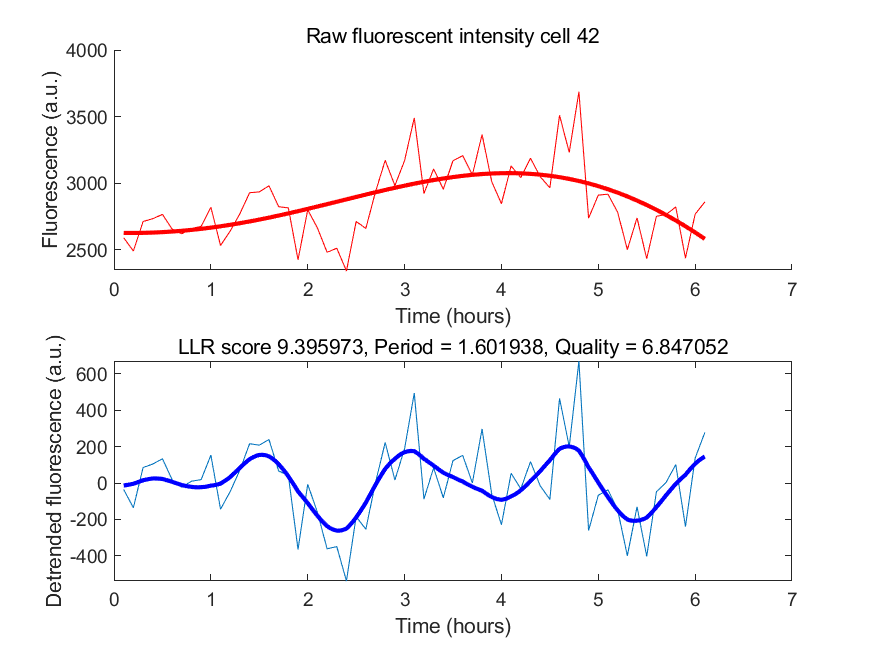 Raw fluorescent intensity cell 42
Fluorescence (a.u.)
4000
3500
3000
2500
0 1 2 3 4 5 6 7
Time (hours)
LLR score 9.395973, Period = 1.601938, Quality = 6.847052
Detrended fluorescence (a.u.)
600
400
200
0
-200
-400
0 1 2 3 4 5 6 7
Time (hours)